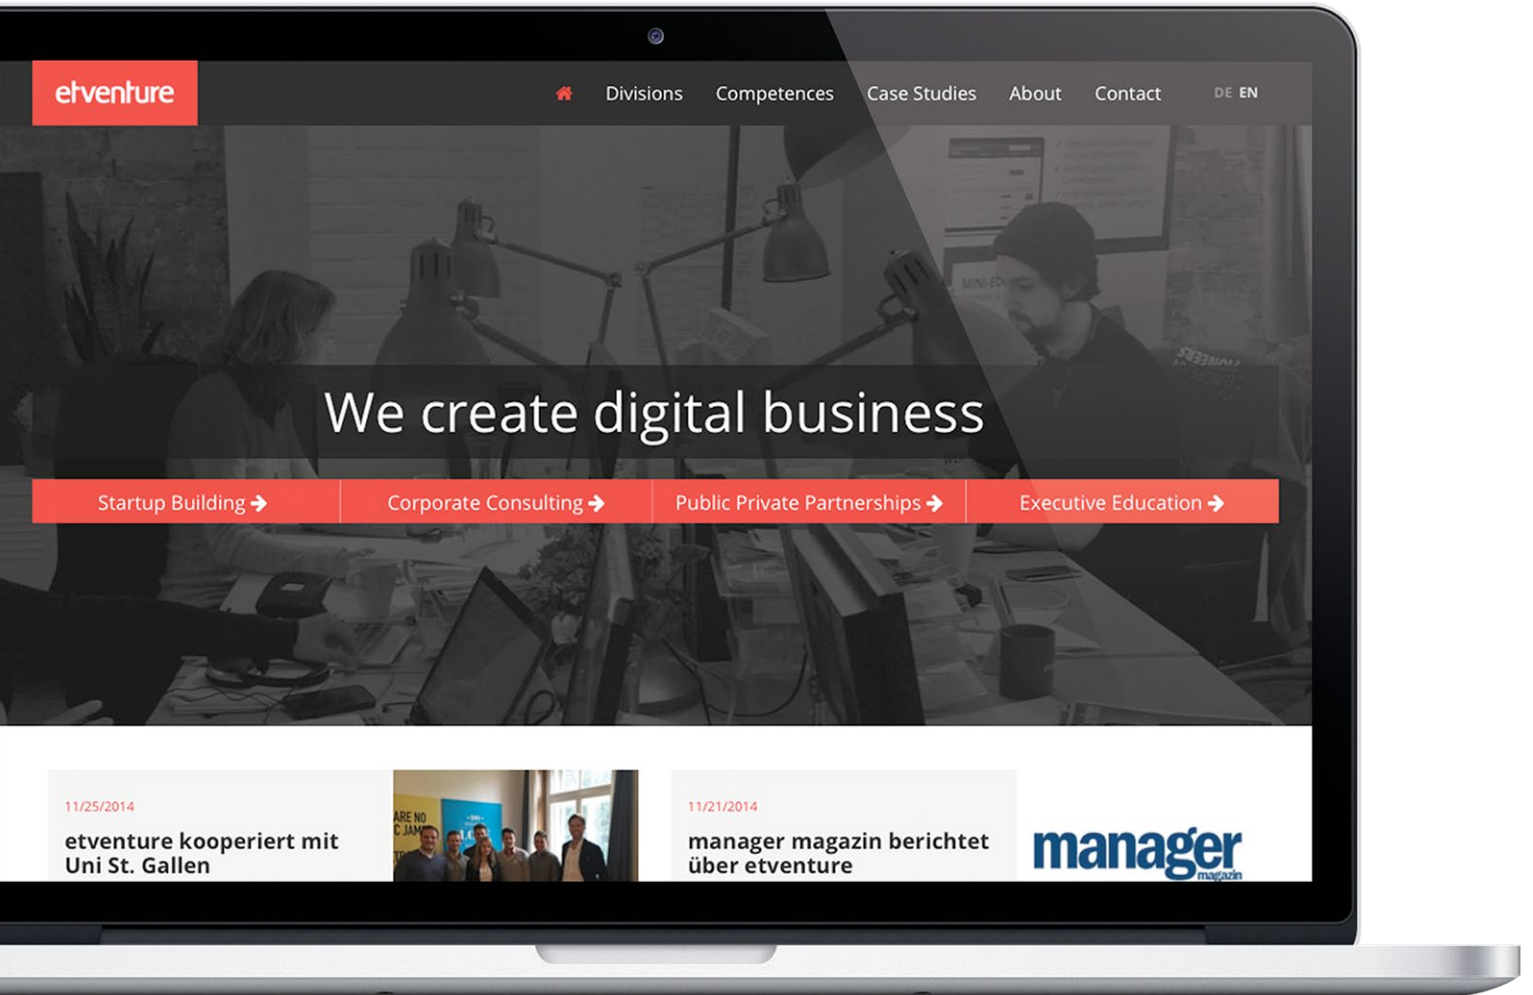 etventure
Divisions Competences Case Studies About Contact DE EN
We create digital business
Startup Building Corporate Consulting Public Private Partnerships Executive Education
11/25/2014
etventure kooperiert mit
Uni St. Gallen
ARE NO
11/21/2014
manager magazin berichtet
über etventure
manager
magazin